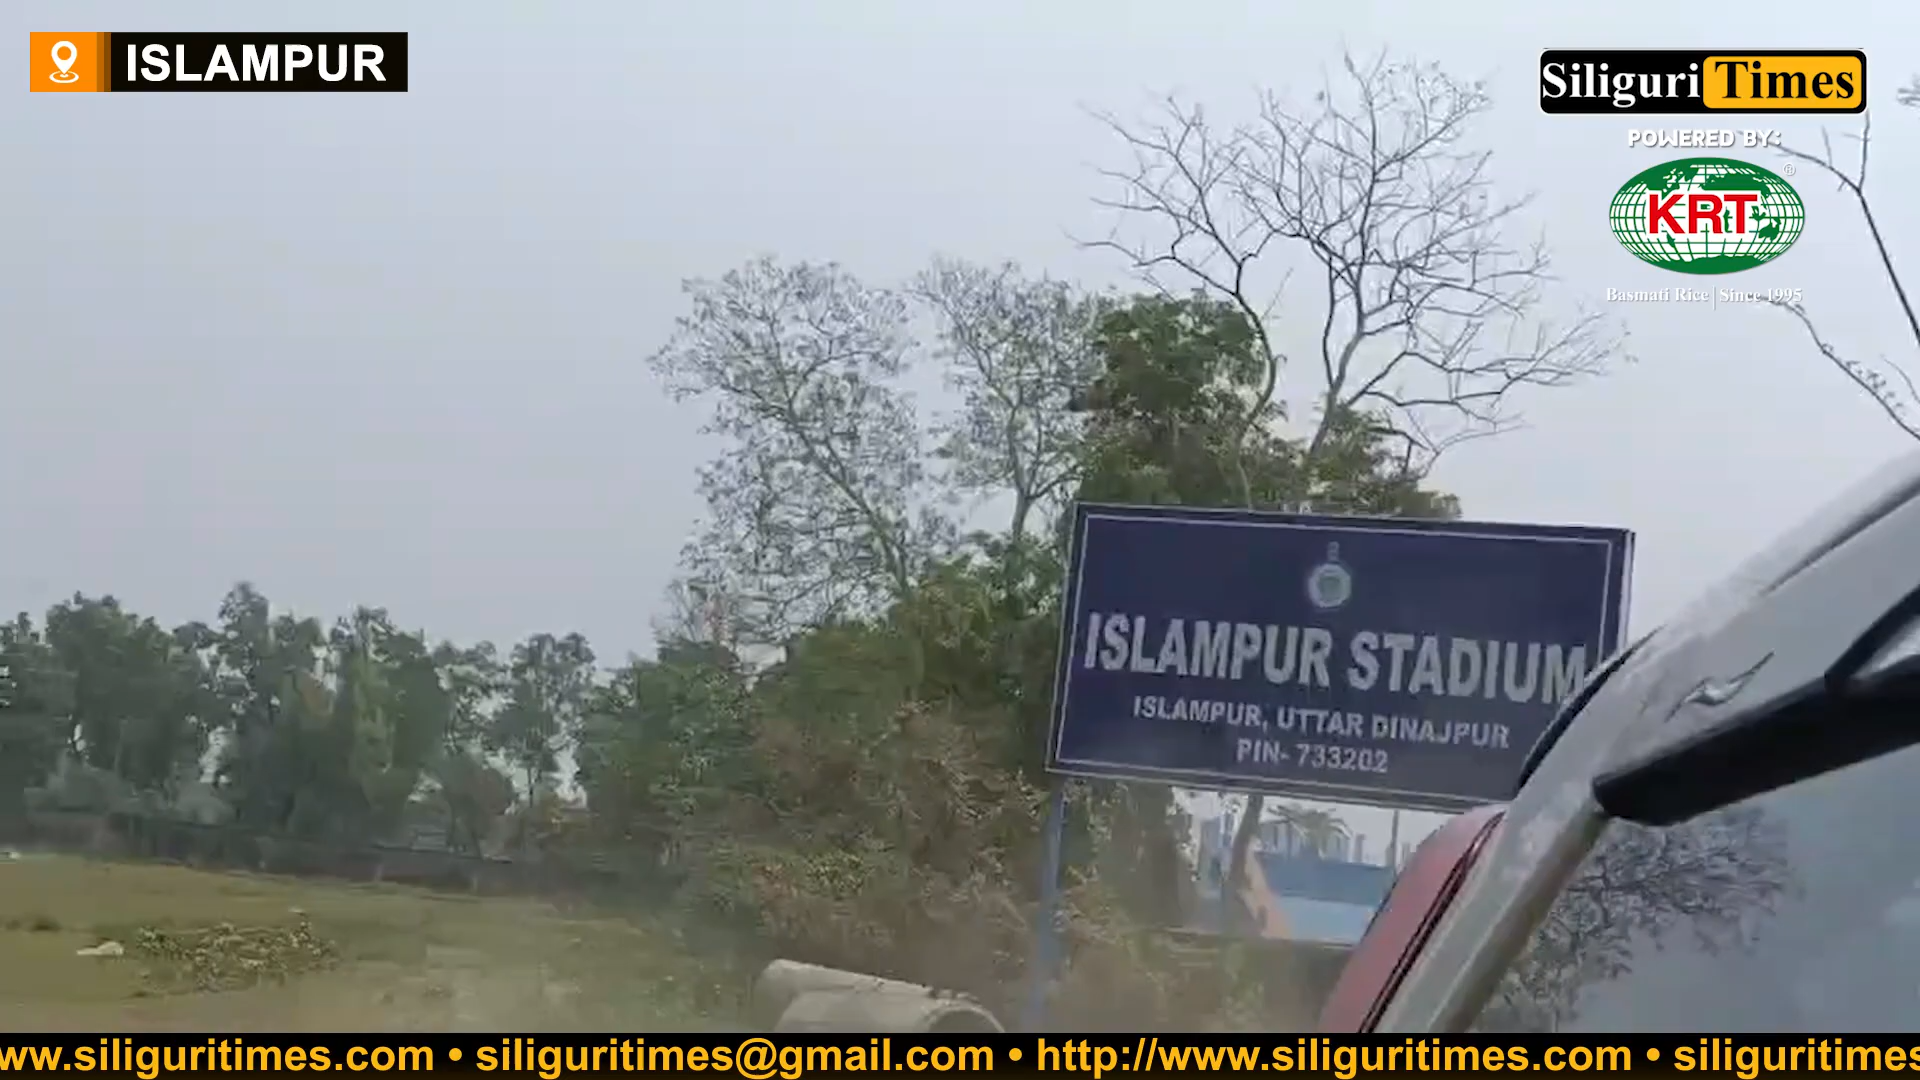 ISLAMPUR
Siliguri Times
POWERED BY:
KRT
®
Basmati Rice | Since 1995
ISLAMPUR STADIUM
ISLAMPUR, UTTAR DINAJPUR
PIN- 733202
ww.siliguritimes.com • siliguritimes@gmail.com • http://www.siliguritimes.com • siliguritimes